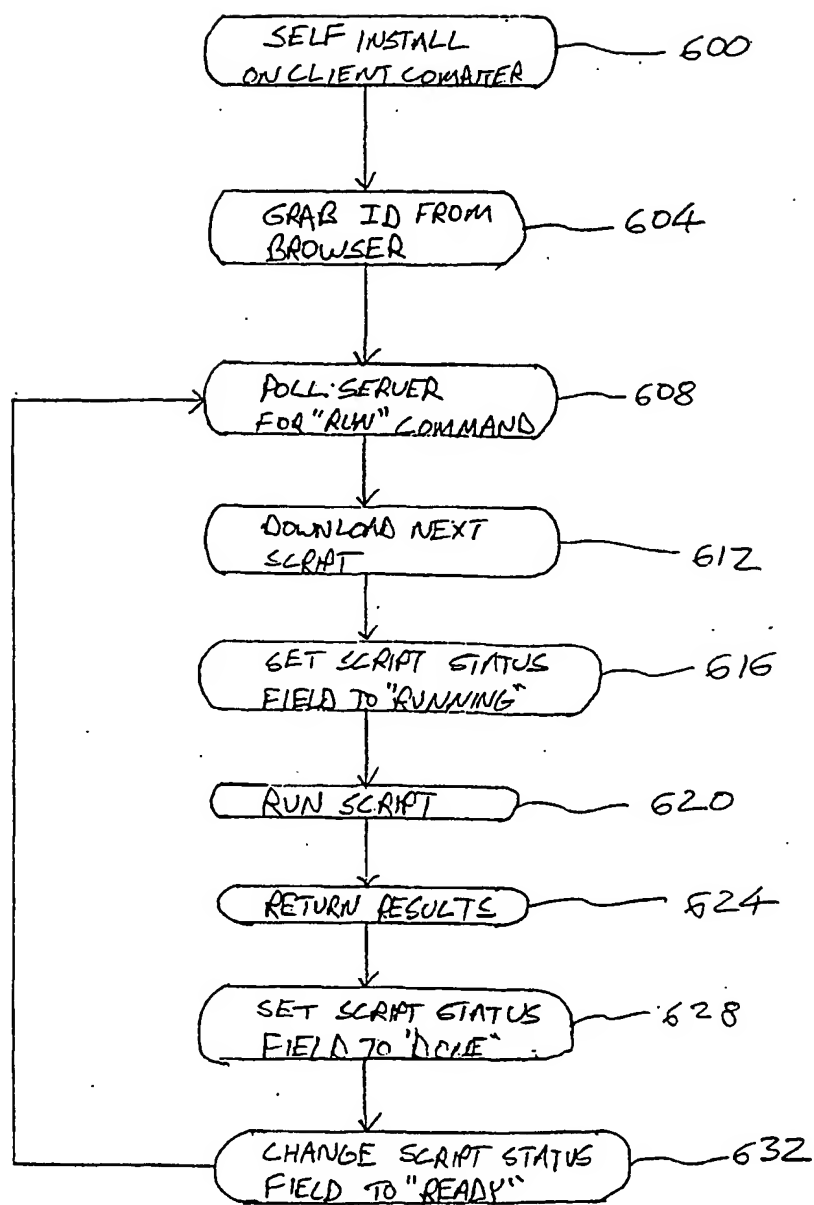 SELF INSTALL
ON CLIENT COMPUTER
600
GRAB ID FROM
BROWSER
604
POLL SERVER
FOR "RUN" COMMAND
608
DOWNLOAD NEXT
SCRIPT
612
SET SCRIPT STATUS
FIELD TO "RUNNING"
616
RUN SCRIPT
620
RETURN RESULTS
624
SET SCRIPT STATUS
FIELD TO "DONE"
628
CHANGE SCRIPT STATUS
FIELD TO "READY"
632